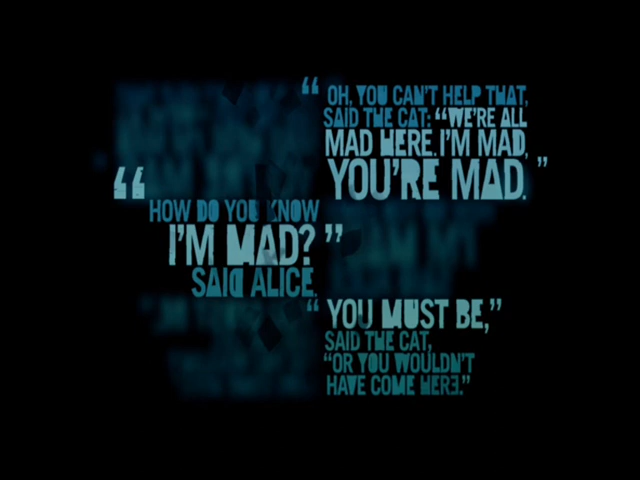 “OH, YOU CAN'T HELP THAT,
SAID THE CAT: “WE'RE ALL
MAD HERE. I'M MAD,
YOU'RE MAD.”
“HOW DO YOU KNOW
I'M MAD?”
SAID ALICE.
“YOU MUST BE,”
SAID THE CAT,
“OR YOU WOULDN'T
HAVE COME HERE.”